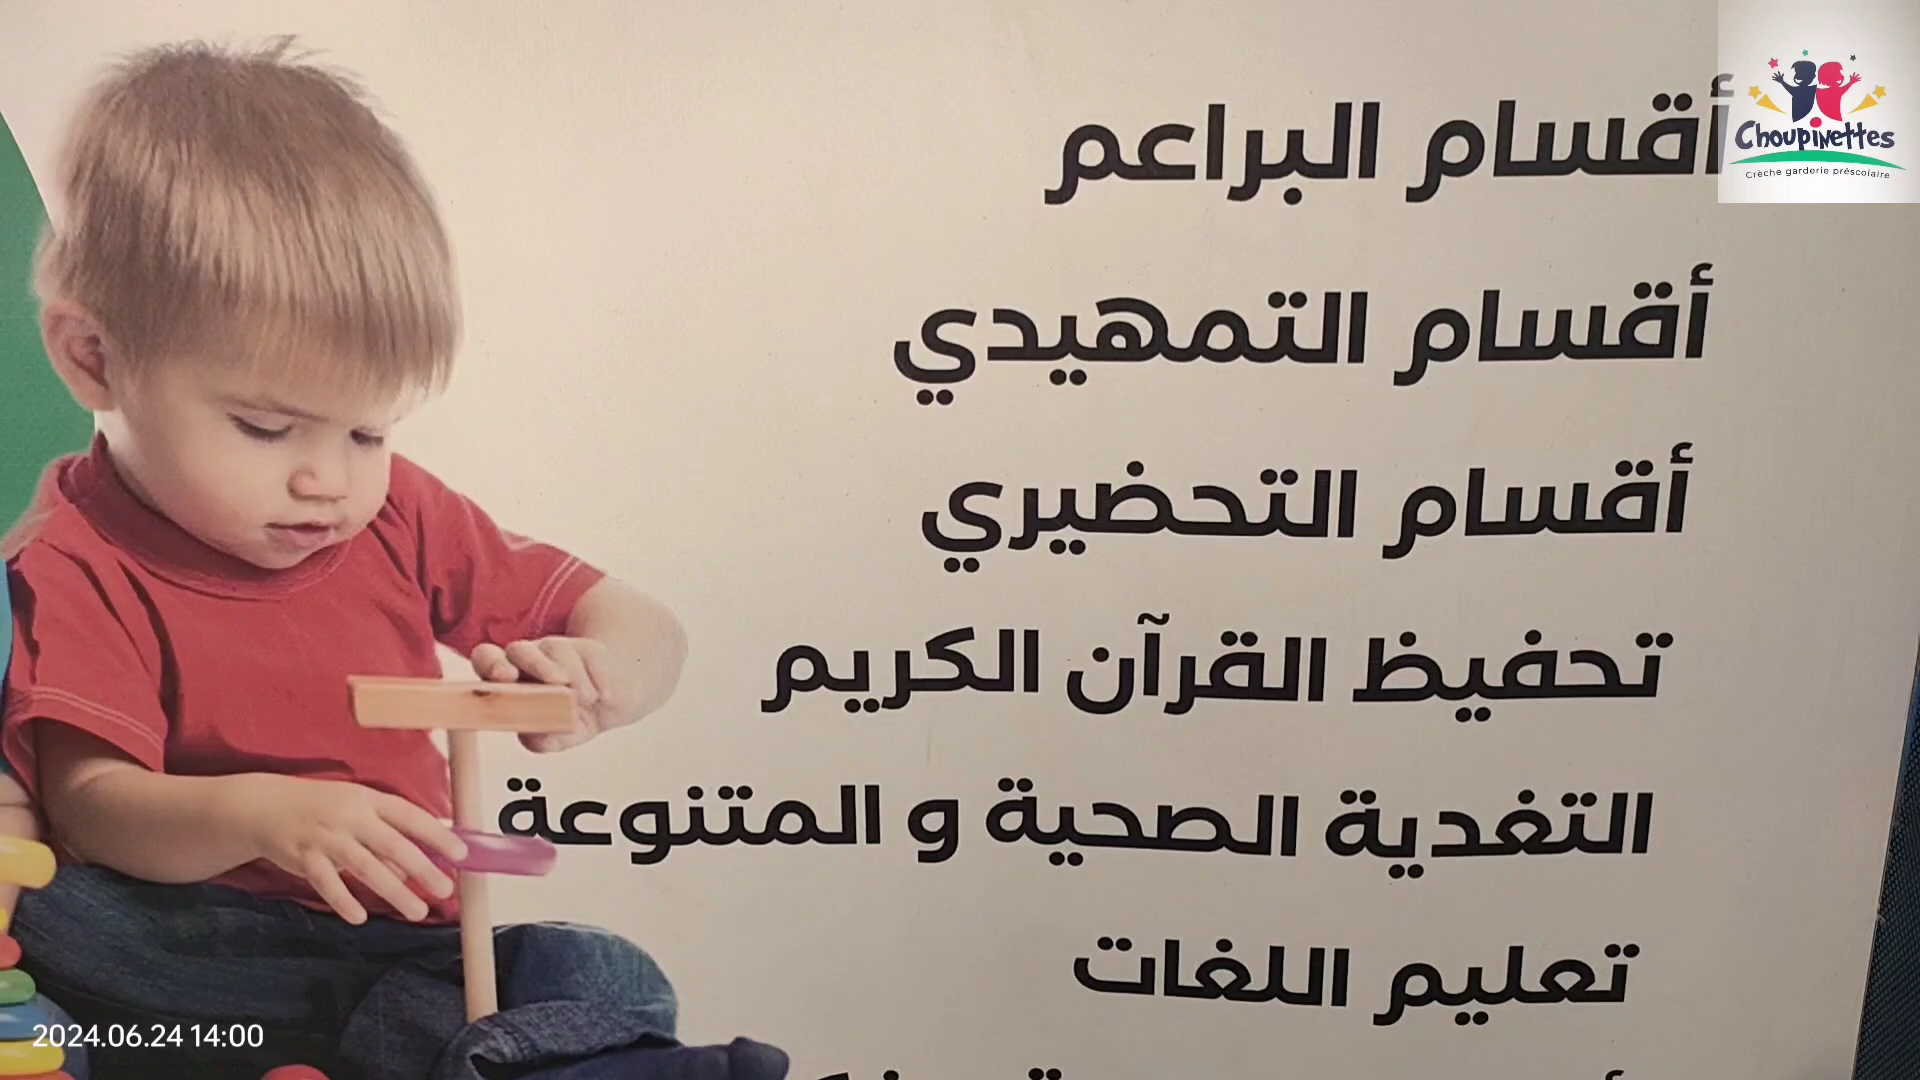 أقسام البراعم
أقسام التمهيدي
أقسام التحضيري
تحفيظ القرآن الكريم
التغدية الصحية و المتنوعة
تعليم اللغات
Choupinettes
Crèche garderie préscolaire
2024.06.24 14:00